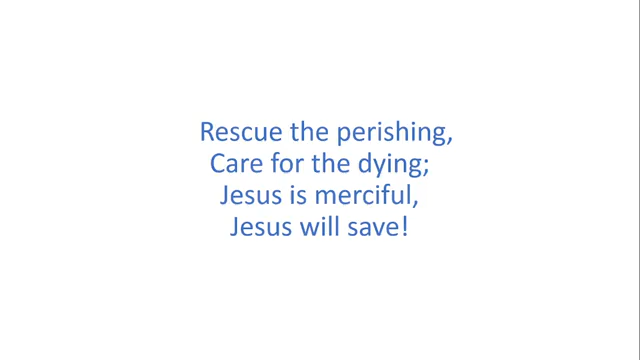 Rescue the perishing,
Care for the dying;
Jesus is merciful,
Jesus will save!